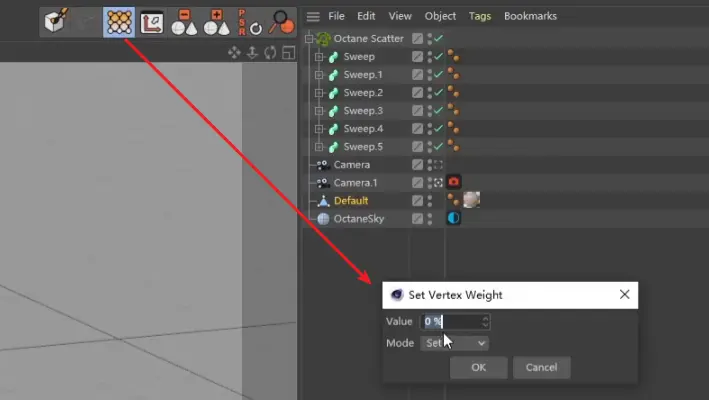 PSR
File Edit View Object Tags Bookmarks
Octane Scatter
Sweep
Sweep.1
Sweep.2
Sweep.3
Sweep.4
Sweep.5
Camera
Camera.1
Default
OctaneSky
Set Vertex Weight
Value 0 %
Mode Set
OK Cancel